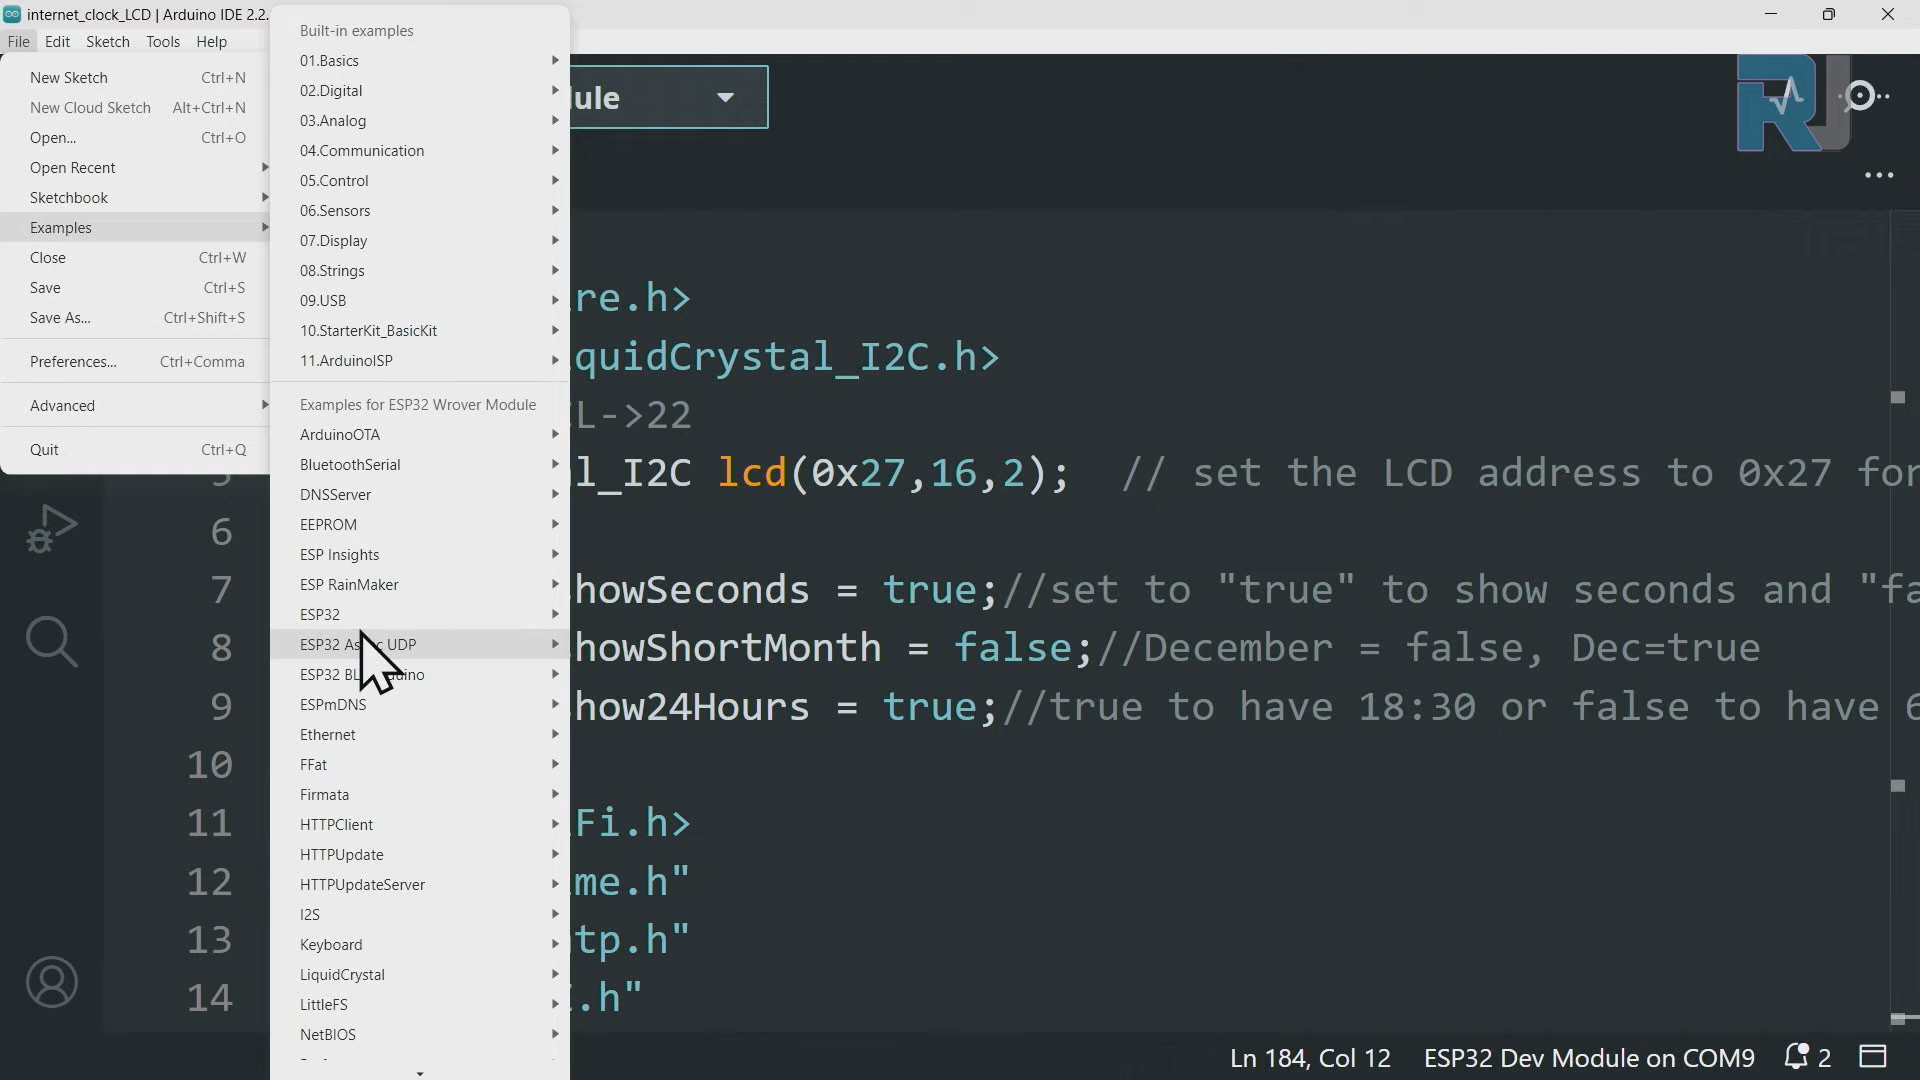 internet_clock_LCD | Arduino IDE 2.2.
File Edit Sketch Tools Help
New Sketch Ctrl+N
New Cloud Sketch Alt+Ctrl+N
Open... Ctrl+O
Open Recent
Sketchbook
Examples
Close Ctrl+W
Save Ctrl+S
Save As... Ctrl+Shift+S
Preferences... Ctrl+Comma
Advanced
Quit Ctrl+Q
Built-in examples
01.Basics
02.Digital
03.Analog
04.Communication
05.Control
06.Sensors
07.Display
08.Strings
09.USB
10.StarterKit_BasicKit
11.ArduinoISP
Examples for ESP32 Wrover Module
ArduinoOTA
BluetoothSerial
DNSServer
EEPROM
ESP Insights
ESP RainMaker
ESP32
ESP32 As c UDP
ESP32 BL uino
ESPmDNS
Ethernet
FFat
Firmata
HTTPClient
HTTPUpdate
HTTPUpdateServer
I2S
Keyboard
LiquidCrystal
LittleFS
NetBIOS
dule
RJ
re.h>
quidCrystal_I2C.h>
L->22
l_I2C lcd(0x27,16,2); // set the LCD address to 0x27 for
6
7 howSeconds = true;//set to "true" to show seconds and "fa
8 howShortMonth = false;//December = false, Dec=true
9 how24Hours = true;//true to have 18:30 or false to have 6
10
11 Fi.h>
12 me.h"
13 tp.h"
14 .h"
Ln 184, Col 12 ESP32 Dev Module on COM9 2